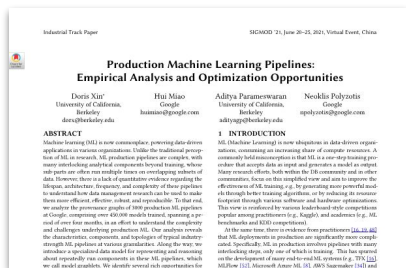 Industrial Track Paper
SIGMOD '21, June 20–25, 2021, Virtual Event, China
Production Machine Learning Pipelines:
Empirical Analysis and Optimization Opportunities
Doris Xin*
University of California,
Berkeley
dorx@berkeley.edu
Hui Miao
Google
huimiao@google.com
Aditya Parameswaran
University of California,
Berkeley
adityagp@berkeley.edu
Neoklis Polyzotis
Google
npolyzotis@google.com
ABSTRACT
Machine learning (ML) is now commonplace, powering data-driven
applications in various organizations. Unlike the traditional percep-
tion of ML in research, ML production pipelines are complex, with
many interlocking analytical components beyond training, whose
sub-parts are often run multiple times on overlapping subsets of
data. However, there is a lack of quantitative evidence regarding the
lifespan, architecture, frequency, and complexity of these pipelines
to understand how data management research can be used to make
them more efficient, effective, robust, and reproducible. To that end,
we analyze the provenance graphs of 3000 production ML pipelines
at Google, comprising over 450,000 models trained, spanning a pe-
riod of over four months, in an effort to understand the complexity
and challenges underlying production ML. Our analysis reveals
the characteristics, components, and topologies of typical industry-
strength ML pipelines at various granularities. Along the way, we
introduce a specialized data model for representing and reasoning
about repeatedly run components in these ML pipelines, which
we call model graphlets. We identify several rich opportunities for
1 INTRODUCTION
ML (Machine Learning) is now ubiquitous in data-driven organi-
zations, consuming an increasing share of compute resources. A
commonly held misconception is that ML is a one-step training pro-
cedure that accepts data as input and generates a model as output.
Many research efforts, both within the DB community and in other
communities, focus on this simplified view and aim to improve the
effectiveness of ML training, e.g., by generating more powerful mod-
els through better training algorithms, or by reducing its resource
footprint through various software and hardware optimizations.
This view is reinforced by various leaderboard-style competitions
popular among practitioners (e.g., Kaggle), and academics (e.g., ML
benchmarks and KDD competitions).
At the same time, there is evidence from practitioners [16, 19, 48]
that ML deployments in production are significantly more compli-
cated. Specifically, ML in production involves pipelines with many
interlocking steps, only one of which is training. This has spurred
on the development of many end-to-end ML systems (e.g., TFX [9],
MLFlow [52], Microsoft Azure ML [8], AWS Sagemaker [34]) and